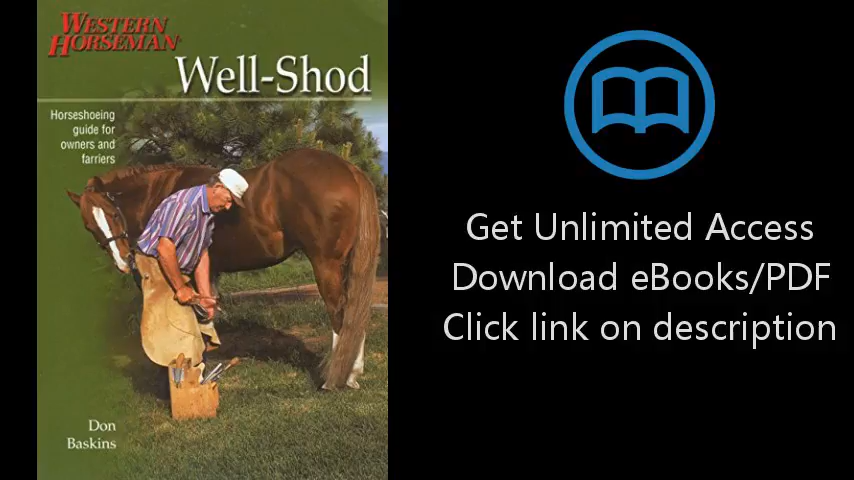 WESTERN
HORSEMAN
Well-Shod
Horseshoeing
guide for
owners and
farriers
Don
Baskins
Get Unlimited Access
Download eBooks/PDF
Click link on description